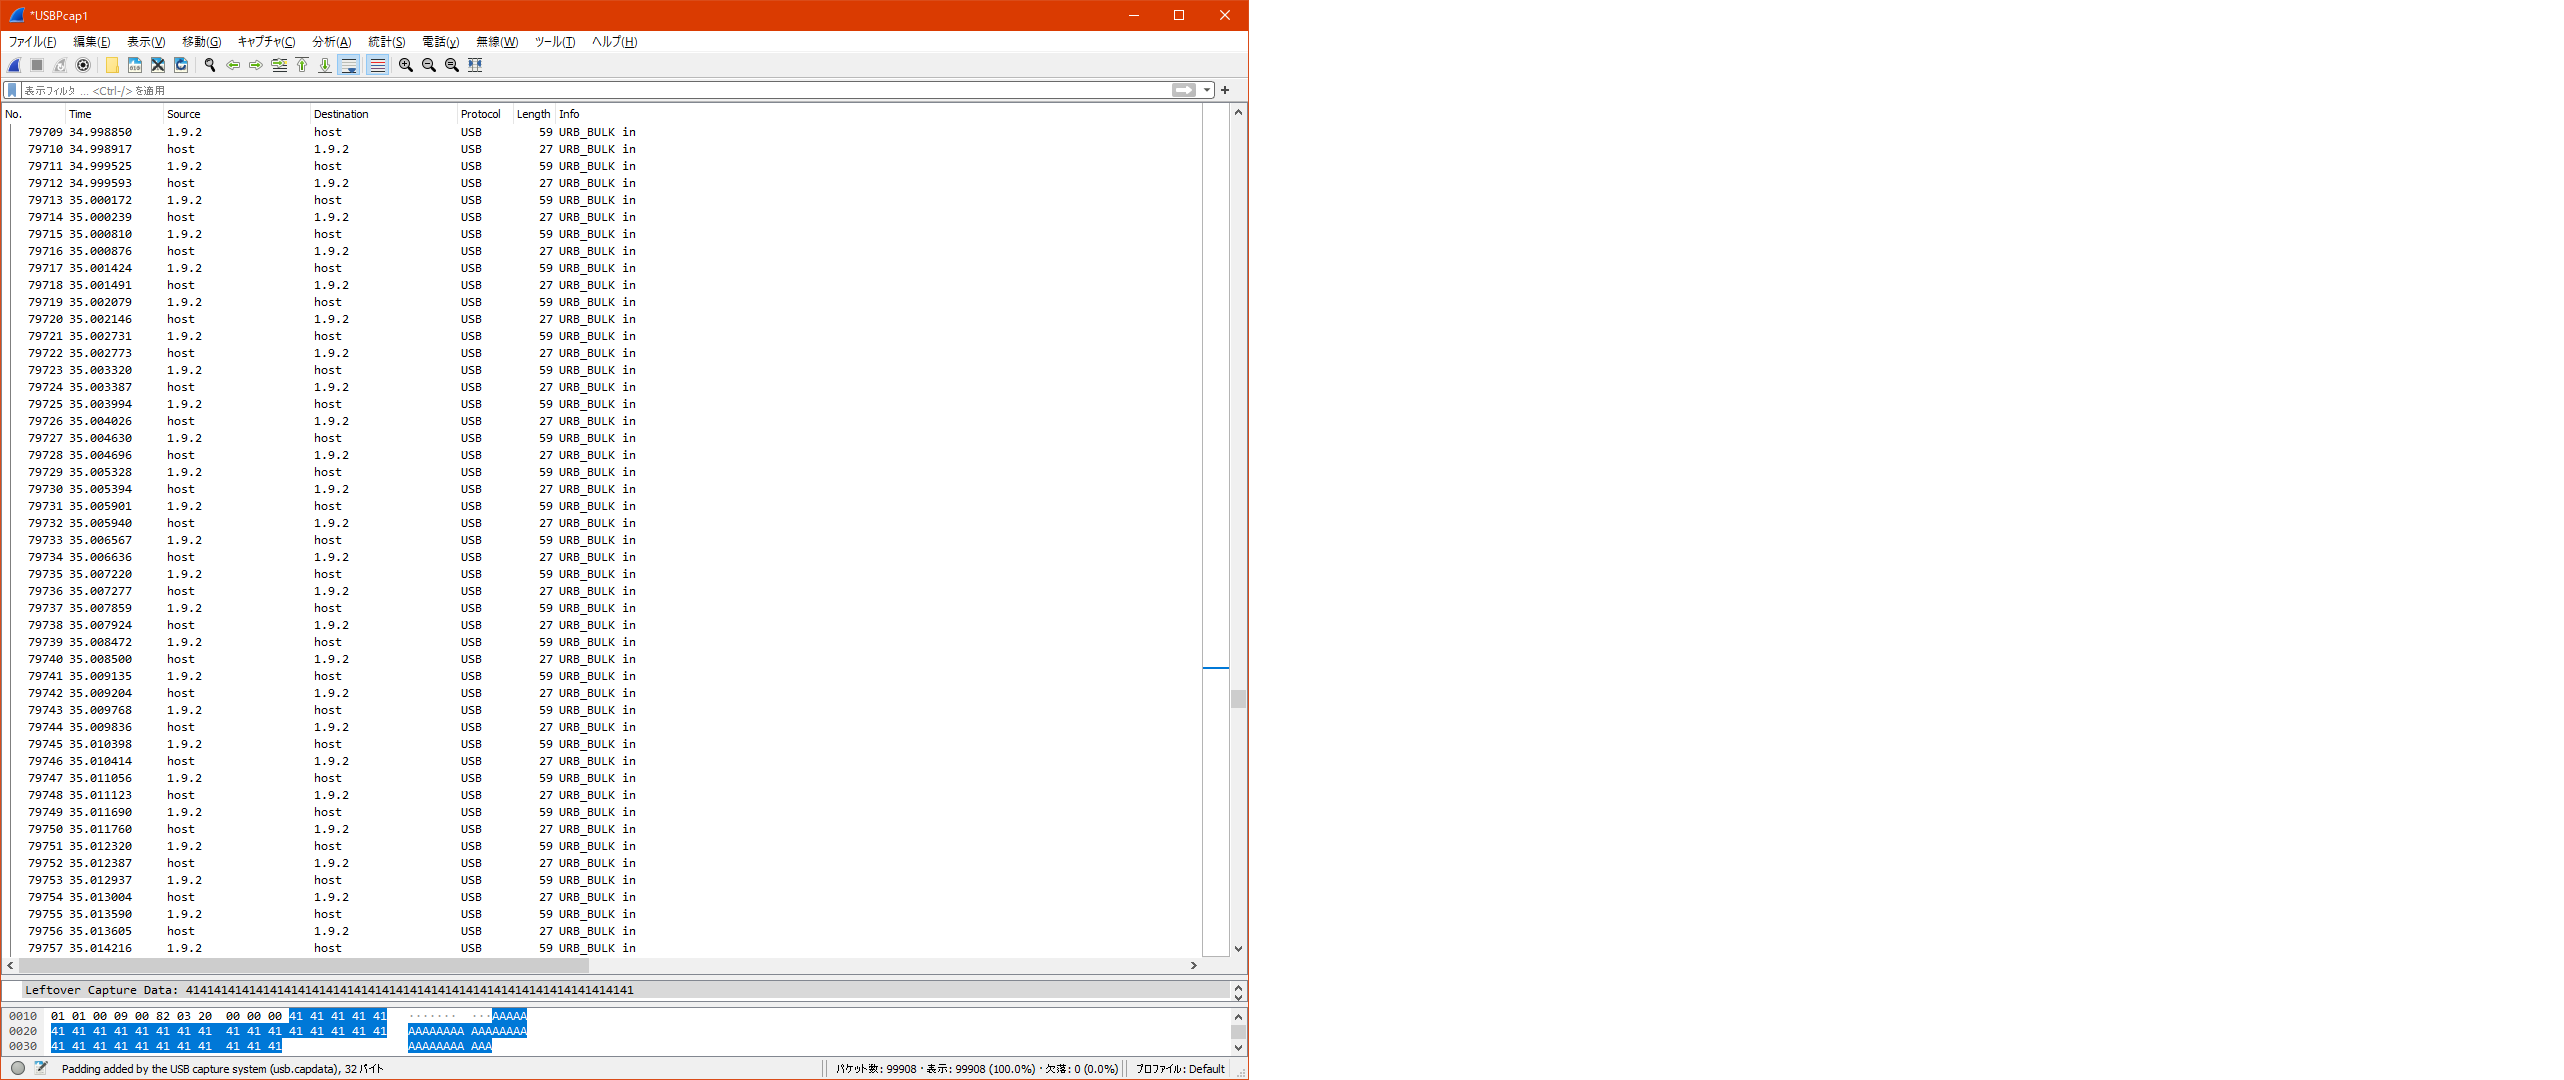 *USBPcap1
ファイル(F) 編集(E) 表示(V) 移動(G) キャプチャ(C) 分析(A) 統計(S) 電話(y) 無線(W) ツール(T) ヘルプ(H)
表示フィルタ … <Ctrl-/> を適用
No. Time Source Destination Protocol Length Info
79709 34.998850 1.9.2 host USB 59 URB_BULK in
79710 34.998917 host 1.9.2 USB 27 URB_BULK in
79711 34.999525 1.9.2 host USB 59 URB_BULK in
79712 34.999593 host 1.9.2 USB 27 URB_BULK in
79713 35.000172 1.9.2 host USB 59 URB_BULK in
79714 35.000239 host 1.9.2 USB 27 URB_BULK in
79715 35.000810 1.9.2 host USB 59 URB_BULK in
79716 35.000876 host 1.9.2 USB 27 URB_BULK in
79717 35.001424 1.9.2 host USB 59 URB_BULK in
79718 35.001491 host 1.9.2 USB 27 URB_BULK in
79719 35.002079 1.9.2 host USB 59 URB_BULK in
79720 35.002146 host 1.9.2 USB 27 URB_BULK in
79721 35.002731 1.9.2 host USB 59 URB_BULK in
79722 35.002773 host 1.9.2 USB 27 URB_BULK in
79723 35.003320 1.9.2 host USB 59 URB_BULK in
79724 35.003387 host 1.9.2 USB 27 URB_BULK in
79725 35.003994 1.9.2 host USB 59 URB_BULK in
79726 35.004026 host 1.9.2 USB 27 URB_BULK in
79727 35.004630 1.9.2 host USB 59 URB_BULK in
79728 35.004696 host 1.9.2 USB 27 URB_BULK in
79729 35.005328 1.9.2 host USB 59 URB_BULK in
79730 35.005394 host 1.9.2 USB 27 URB_BULK in
79731 35.005901 1.9.2 host USB 59 URB_BULK in
79732 35.005940 host 1.9.2 USB 27 URB_BULK in
79733 35.006567 1.9.2 host USB 59 URB_BULK in
79734 35.006636 host 1.9.2 USB 27 URB_BULK in
79735 35.007220 1.9.2 host USB 59 URB_BULK in
79736 35.007277 host 1.9.2 USB 27 URB_BULK in
79737 35.007859 1.9.2 host USB 59 URB_BULK in
79738 35.007924 host 1.9.2 USB 27 URB_BULK in
79739 35.008472 1.9.2 host USB 59 URB_BULK in
79740 35.008500 host 1.9.2 USB 27 URB_BULK in
79741 35.009135 1.9.2 host USB 59 URB_BULK in
79742 35.009204 host 1.9.2 USB 27 URB_BULK in
79743 35.009768 1.9.2 host USB 59 URB_BULK in
79744 35.009836 host 1.9.2 USB 27 URB_BULK in
79745 35.010398 1.9.2 host USB 59 URB_BULK in
79746 35.010414 host 1.9.2 USB 27 URB_BULK in
79747 35.011056 1.9.2 host USB 59 URB_BULK in
79748 35.011123 host 1.9.2 USB 27 URB_BULK in
79749 35.011690 1.9.2 host USB 59 URB_BULK in
79750 35.011760 host 1.9.2 USB 27 URB_BULK in
79751 35.012320 1.9.2 host USB 59 URB_BULK in
79752 35.012387 host 1.9.2 USB 27 URB_BULK in
79753 35.012937 1.9.2 host USB 59 URB_BULK in
79754 35.013004 host 1.9.2 USB 27 URB_BULK in
79755 35.013590 1.9.2 host USB 59 URB_BULK in
79756 35.013605 host 1.9.2 USB 27 URB_BULK in
79757 35.014216 1.9.2 host USB 59 URB_BULK in
Leftover Capture Data: 4141414141414141414141414141414141414141414141414141414141414141
0010 01 01 00 09 00 82 03 20 00 00 00 41 41 41 41 41 ······· ···AAAAA
0020 41 41 41 41 41 41 41 41 41 41 41 41 41 41 41 41 AAAAAAAA AAAAAAAA
0030 41 41 41 41 41 41 41 41 41 41 41 AAAAAAAA AAA
Padding added by the USB capture system (usb.capdata), 32 バイト パケット数: 99908 · 表示: 99908 (100.0%) · 欠落: 0 (0.0%) プロファイル: Default